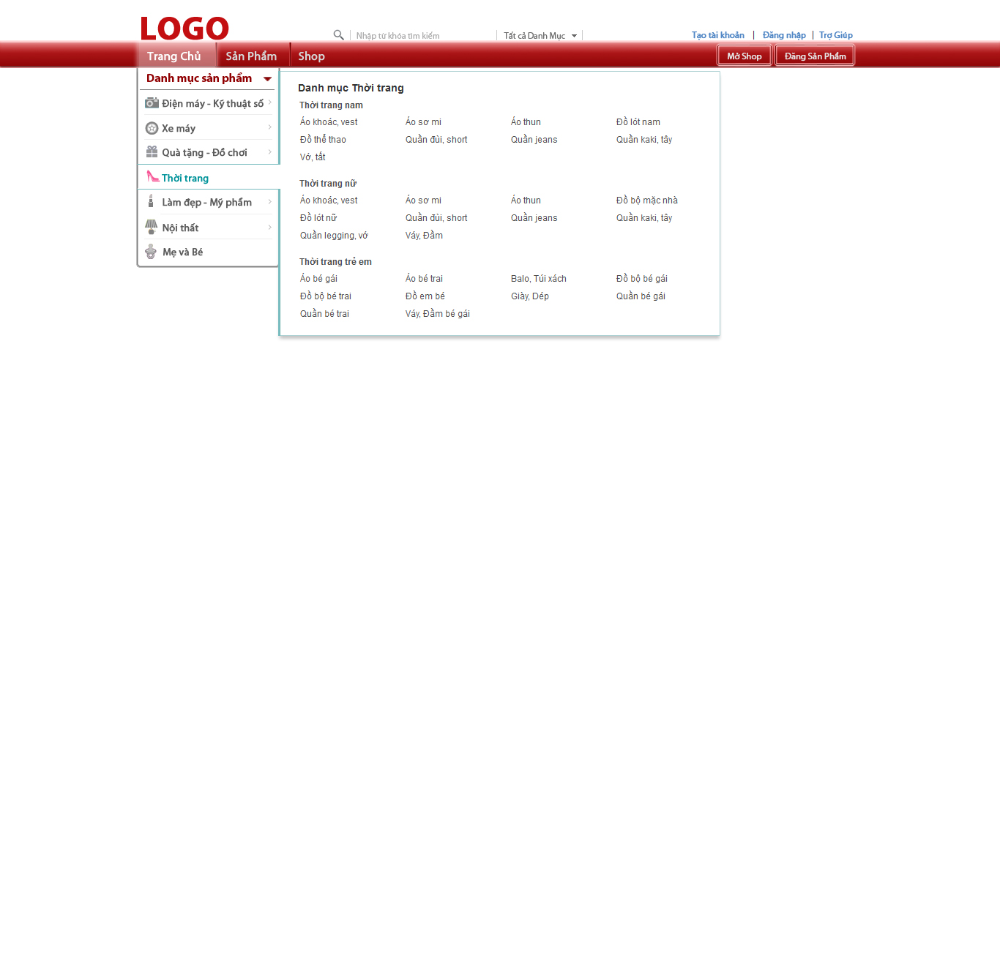 LOGO
Nhập từ khóa tìm kiếm
Tất cả Danh Mục
Tạo tài khoản | Đăng nhập | Trợ Giúp
Trang Chủ
Sản Phẩm
Shop
Mở Shop
Đăng Sản Phẩm
Danh mục sản phẩm
Điện máy - Kỹ thuật số
Xe máy
Quà tặng - Đồ chơi
Thời trang
Làm đẹp - Mỹ phẩm
Nội thất
Mẹ và Bé
Danh mục Thời trang
Thời trang nam
Áo khoác, vest Áo sơ mi Áo thun Đồ lót nam
Đồ thể thao Quần đùi, short Quần jeans Quần kaki, tây
Vớ, tất
Thời trang nữ
Áo khoác, vest Áo sơ mi Áo thun Đồ bộ mặc nhà
Đồ lót nữ Quần đùi, short Quần jeans Quần kaki, tây
Quần legging, vớ Váy, Đầm
Thời trang trẻ em
Áo bé gái Áo bé trai Balo, Túi xách Đồ bộ bé gái
Đồ bộ bé trai Đồ em bé Giày, Dép Quần bé gái
Quần bé trai Váy, Đầm bé gái